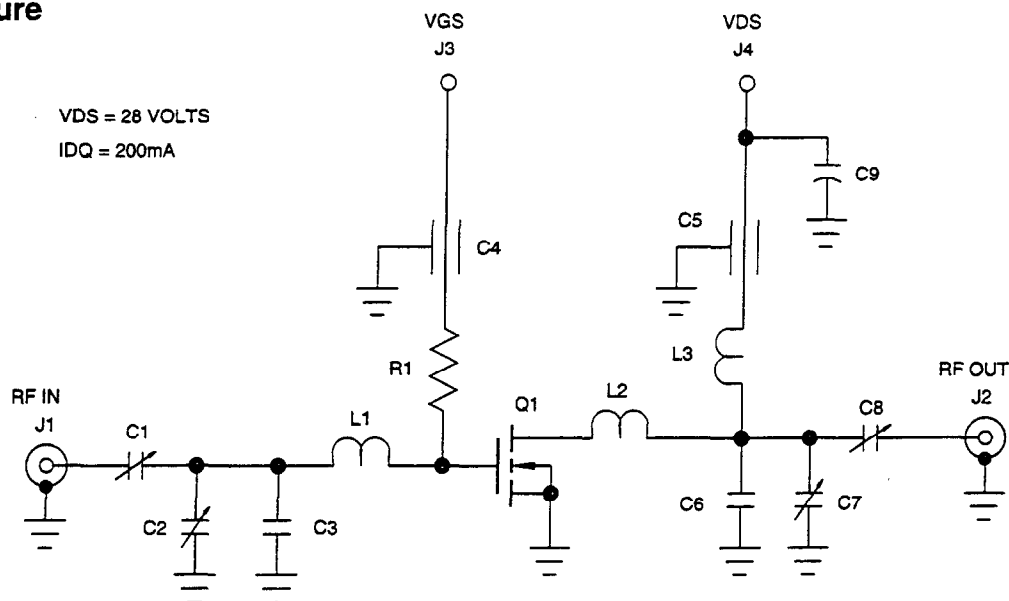 ure
VGS
J3
VDS
J4
VDS = 28 VOLTS
IDQ = 200mA
C9
C5
C4
L3
R1
RF IN
J1
RF OUT
J2
C1
L1
Q1
L2
C8
C2
C3
C6
C7